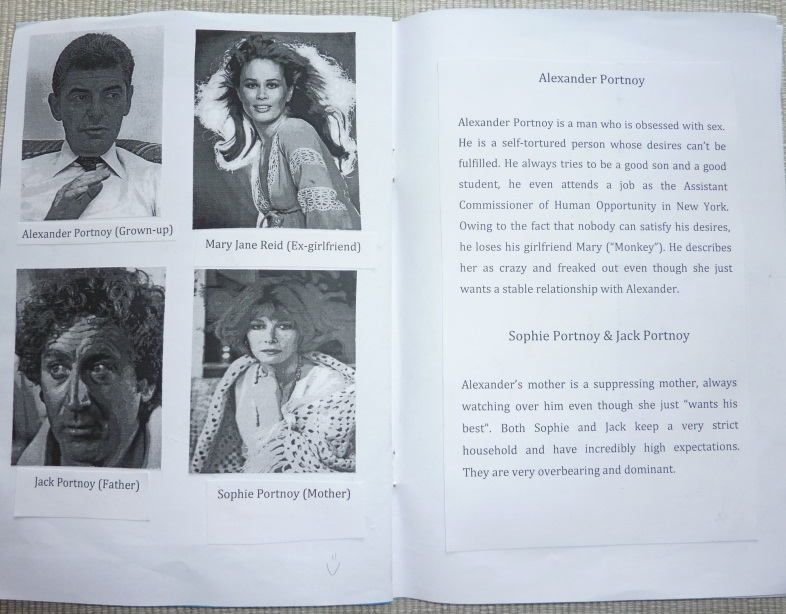 Alexander Portnoy (Grown-up)
Mary Jane Reid (Ex-girlfriend)
Jack Portnoy (Father)
Sophie Portnoy (Mother)
Alexander Portnoy
Alexander Portnoy is a man who is obsessed with sex.
He is a self-tortured person whose desires can't be
fulfilled. He always tries to be a good son and a good
student, he even attends a job as the Assistant
Commissioner of Human Opportunity in New York.
Owing to the fact that nobody can satisfy his desires,
he loses his girlfriend Mary ("Monkey"). He describes
her as crazy and freaked out even though she just
wants a stable relationship with Alexander.
Sophie Portnoy & Jack Portnoy
Alexander's mother is a suppressing mother, always
watching over him even though she just "wants his
best". Both Sophie and Jack keep a very strict
household and have incredibly high expectations.
They are very overbearing and dominant.